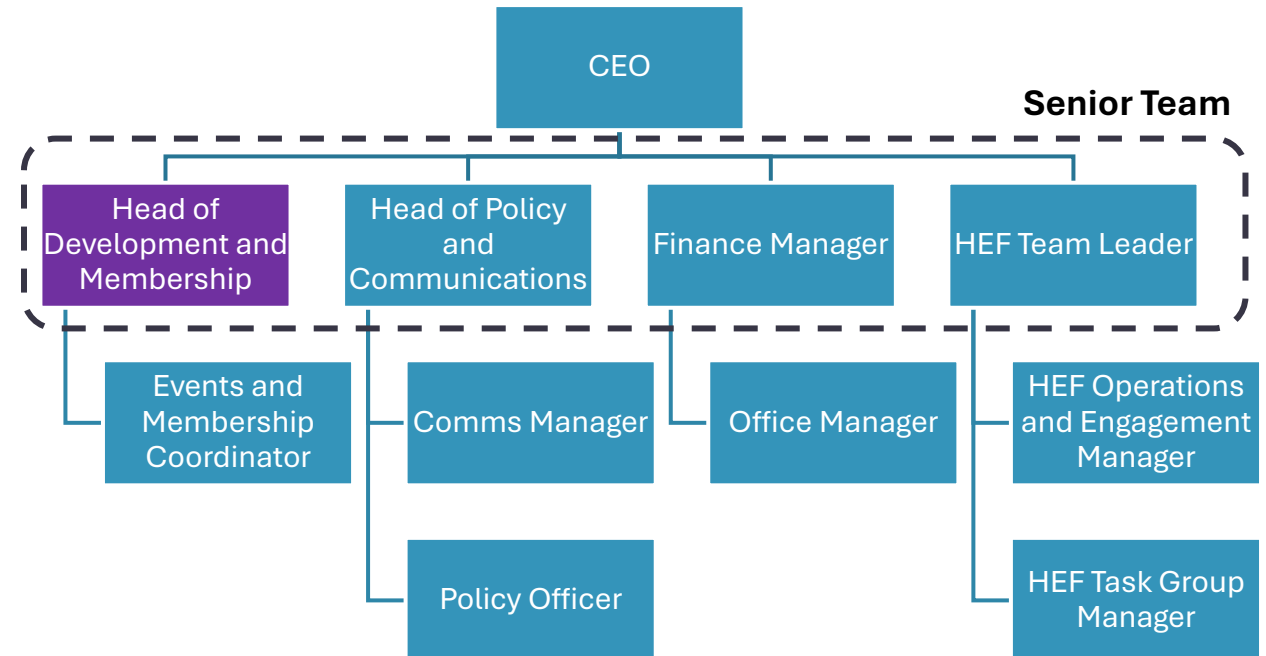 CEO
Senior Team
Head of
Development and
Membership
Head of Policy
and
Communications
Finance Manager
HEF Team Leader
Events and
Membership
Coordinator
Comms Manager
Office Manager
HEF Operations
and Engagement
Manager
Policy Officer
HEF Task Group
Manager